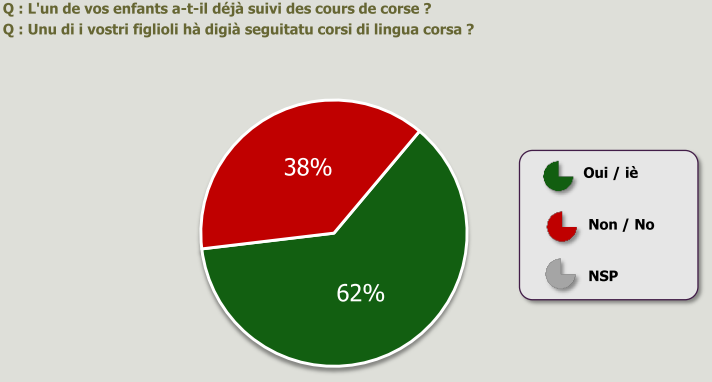 Q : L'un de vos enfants a-t-il déjà suivi des cours de corse ?
Q : Unu di i vostri figlioli hà digià seguitatu corsi di lingua corsa ?
38%
62%
Oui / iè
Non / No
NSP